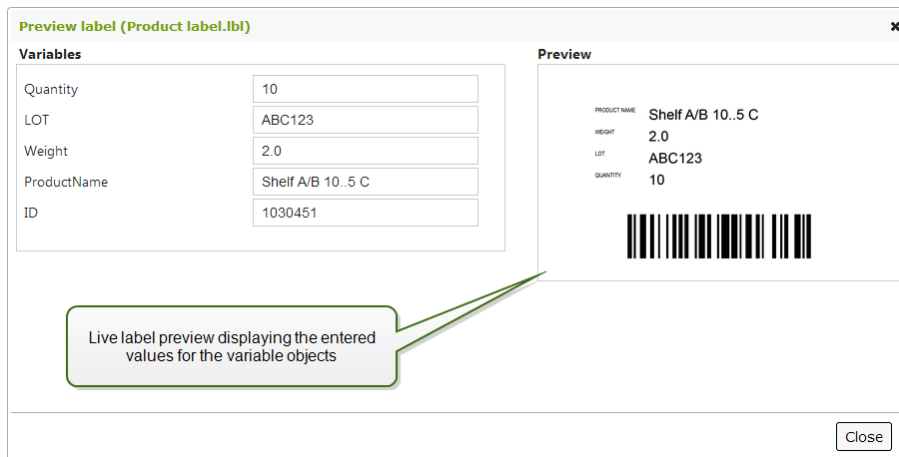 Preview label (Product label.lbl)
Variables
Quantity 10
LOT ABC123
Weight 2.0
ProductName Shelf A/B 10..5 C
ID 1030451
Preview
PRODUCT NAME Shelf A/B 10..5 C
WEIGHT 2.0
LOT ABC123
QUANTITY 10
Live label preview displaying the entered
values for the variable objects
Close